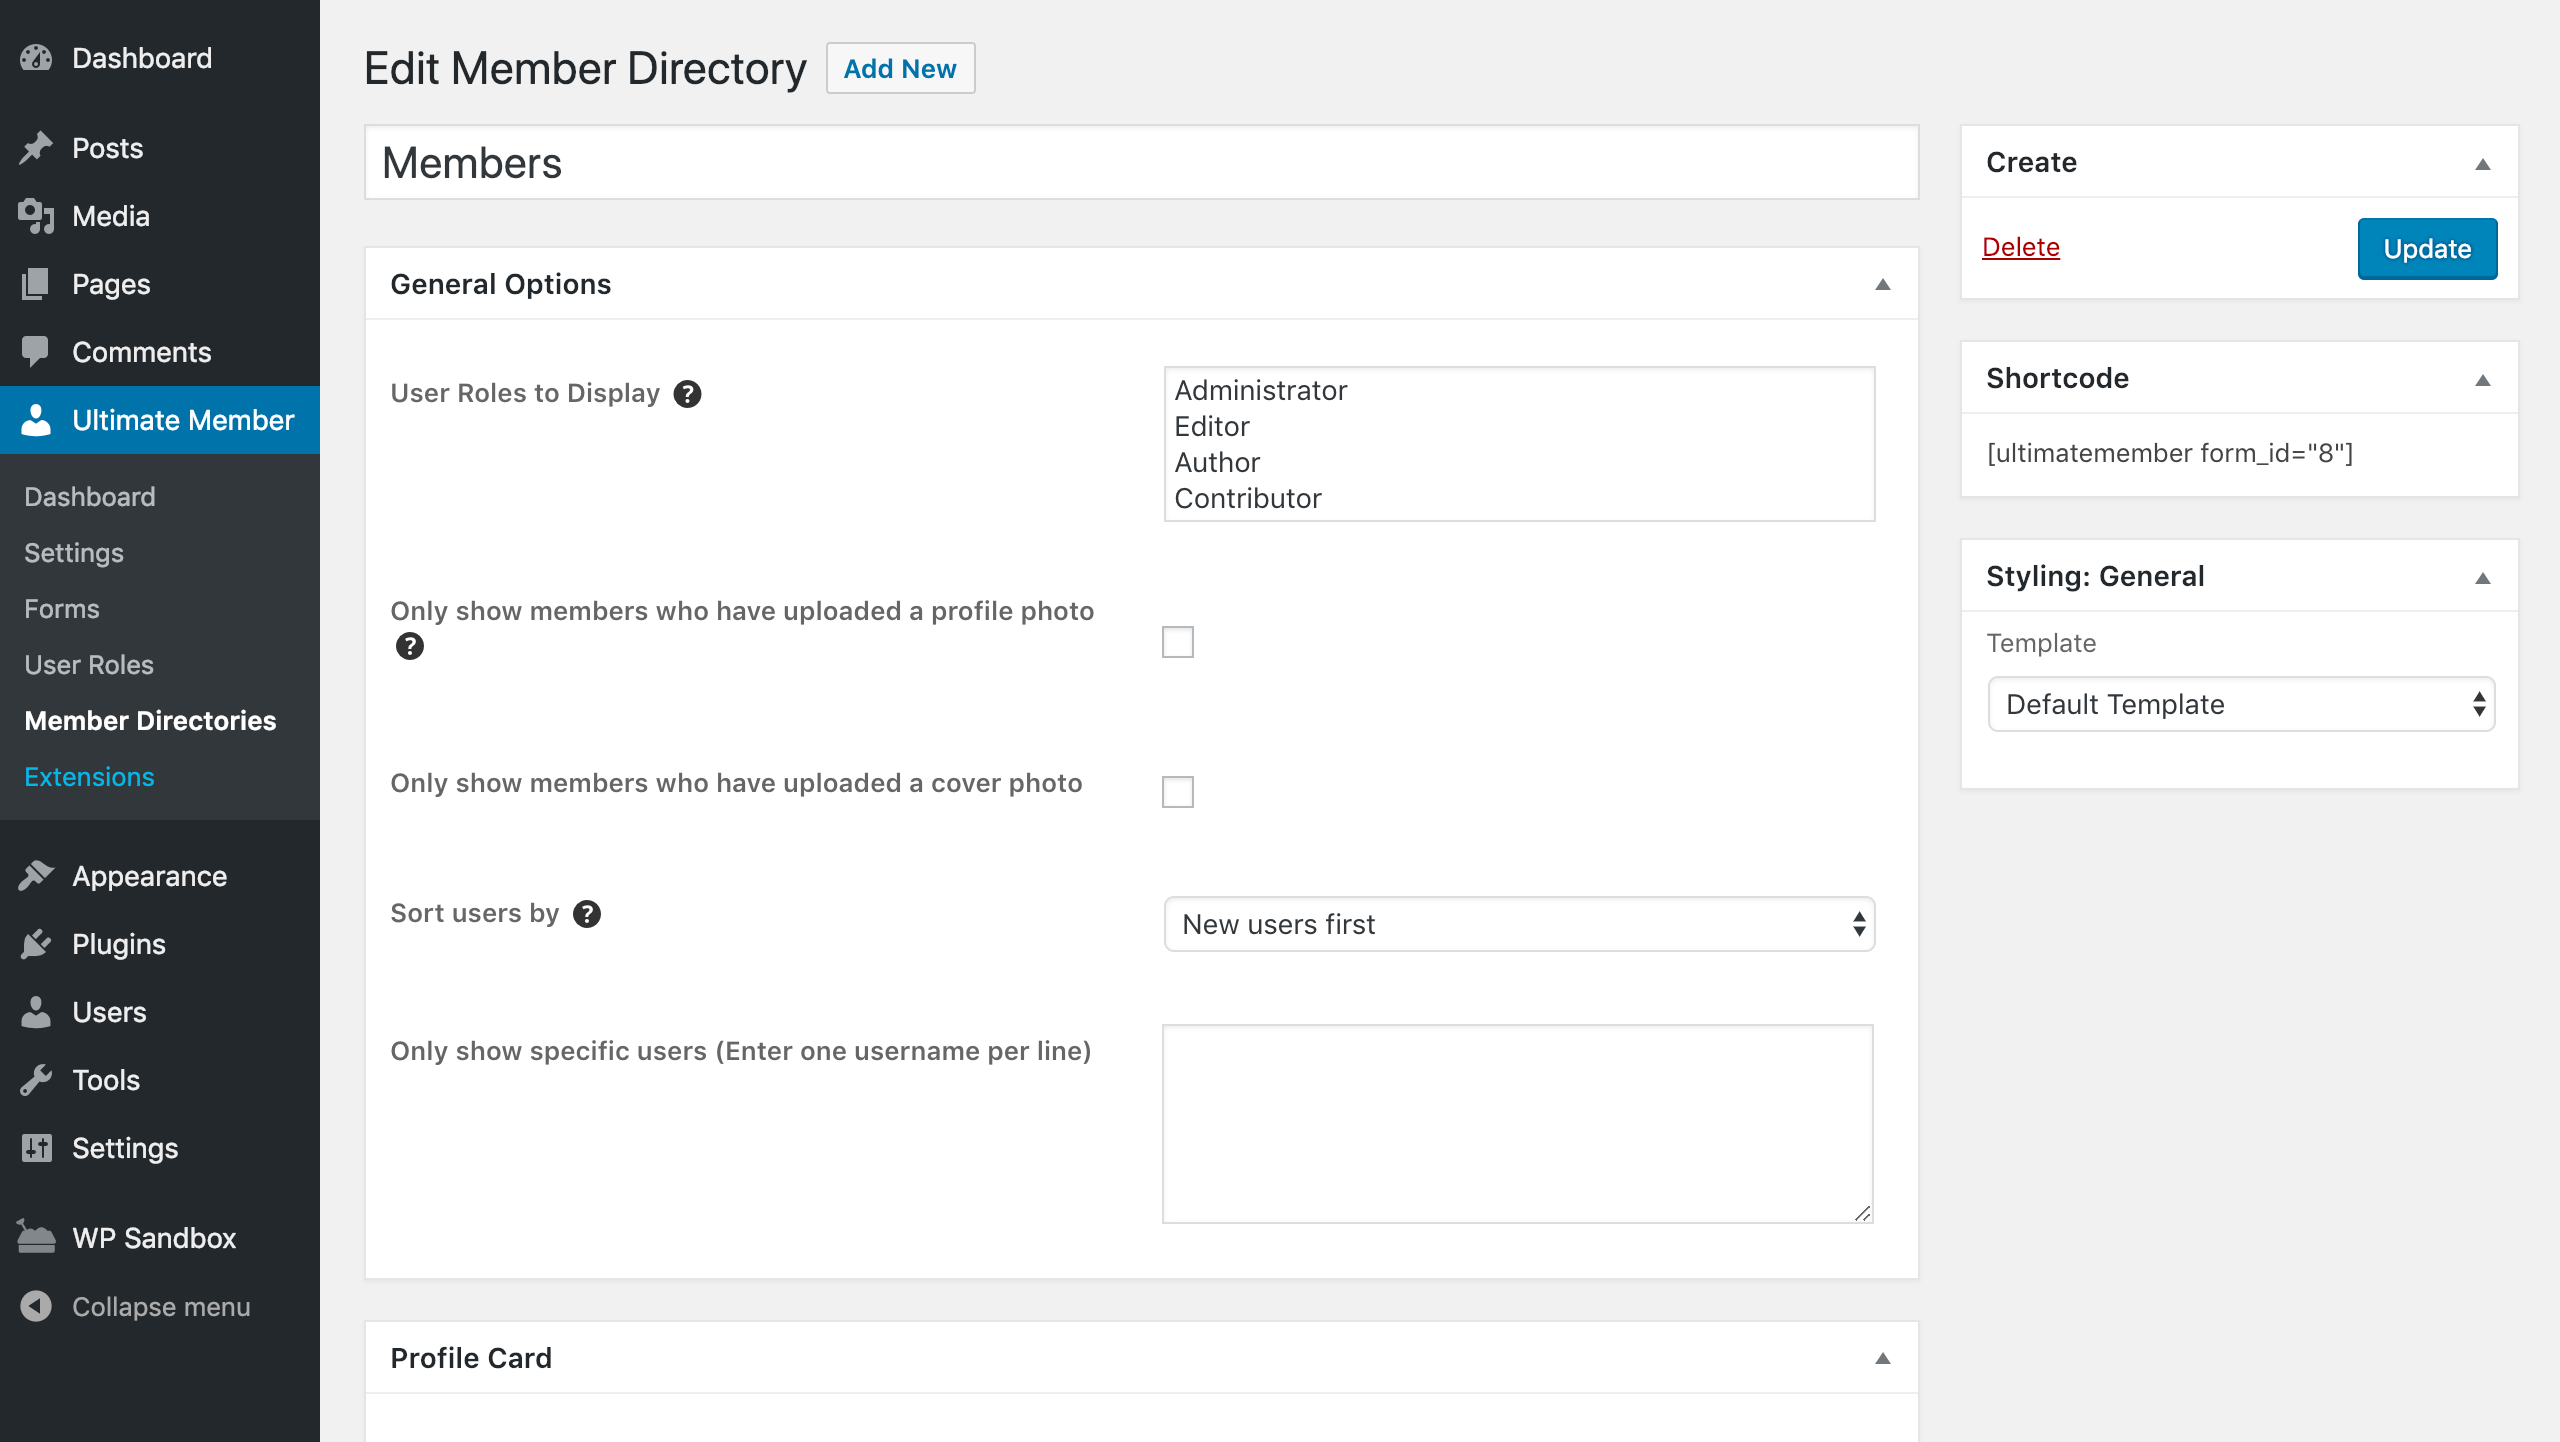 Dashboard
Posts
Media
Pages
Comments
Ultimate Member
Dashboard
Settings
Forms
User Roles
Member Directories
Extensions
Appearance
Plugins
Users
Tools
Settings
WP Sandbox
Collapse menu
Edit Member Directory
Add New
Members
General Options
User Roles to Display ?
Administrator
Editor
Author
Contributor
Only show members who have uploaded a profile photo
?
Only show members who have uploaded a cover photo
Sort users by ?
New users first
Only show specific users (Enter one username per line)
Profile Card
Create
Delete
Update
Shortcode
[ultimatemember form_id="8"]
Styling: General
Template
Default Template